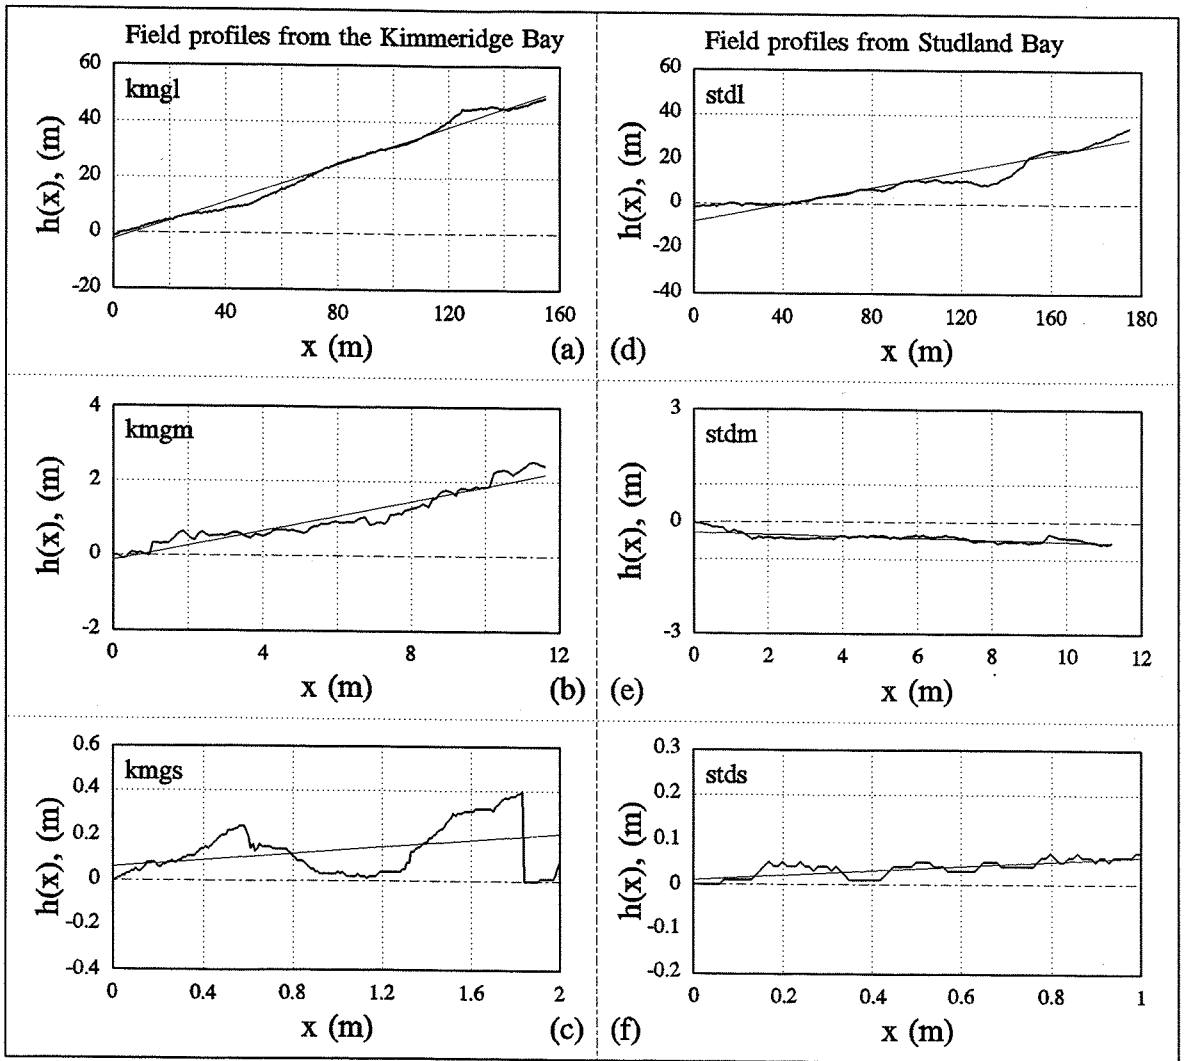 Field profiles from the Kimmeridge Bay
60
kmgl
40
20
0
-20
h(x), (m)
0 40 80 120 160
x (m)
(a)
Field profiles from Studland Bay
60
stdl
40
20
0
-20
-40
h(x), (m)
0 40 80 120 160 180
x (m)
(d)
4
kmgm
2
0
-2
h(x), (m)
0 4 8 12
x (m)
(b)
3
stdm
0
-3
h(x), (m)
0 2 4 6 8 10 12
x (m)
(e)
0.6
kmgs
0.4
0.2
0
-0.2
-0.4
h(x), (m)
0 0.4 0.8 1.2 1.6 2
x (m)
(c)
0.3
stds
0.2
0.1
0
-0.1
-0.2
h(x), (m)
0 0.2 0.4 0.6 0.8 1
x (m)
(f)